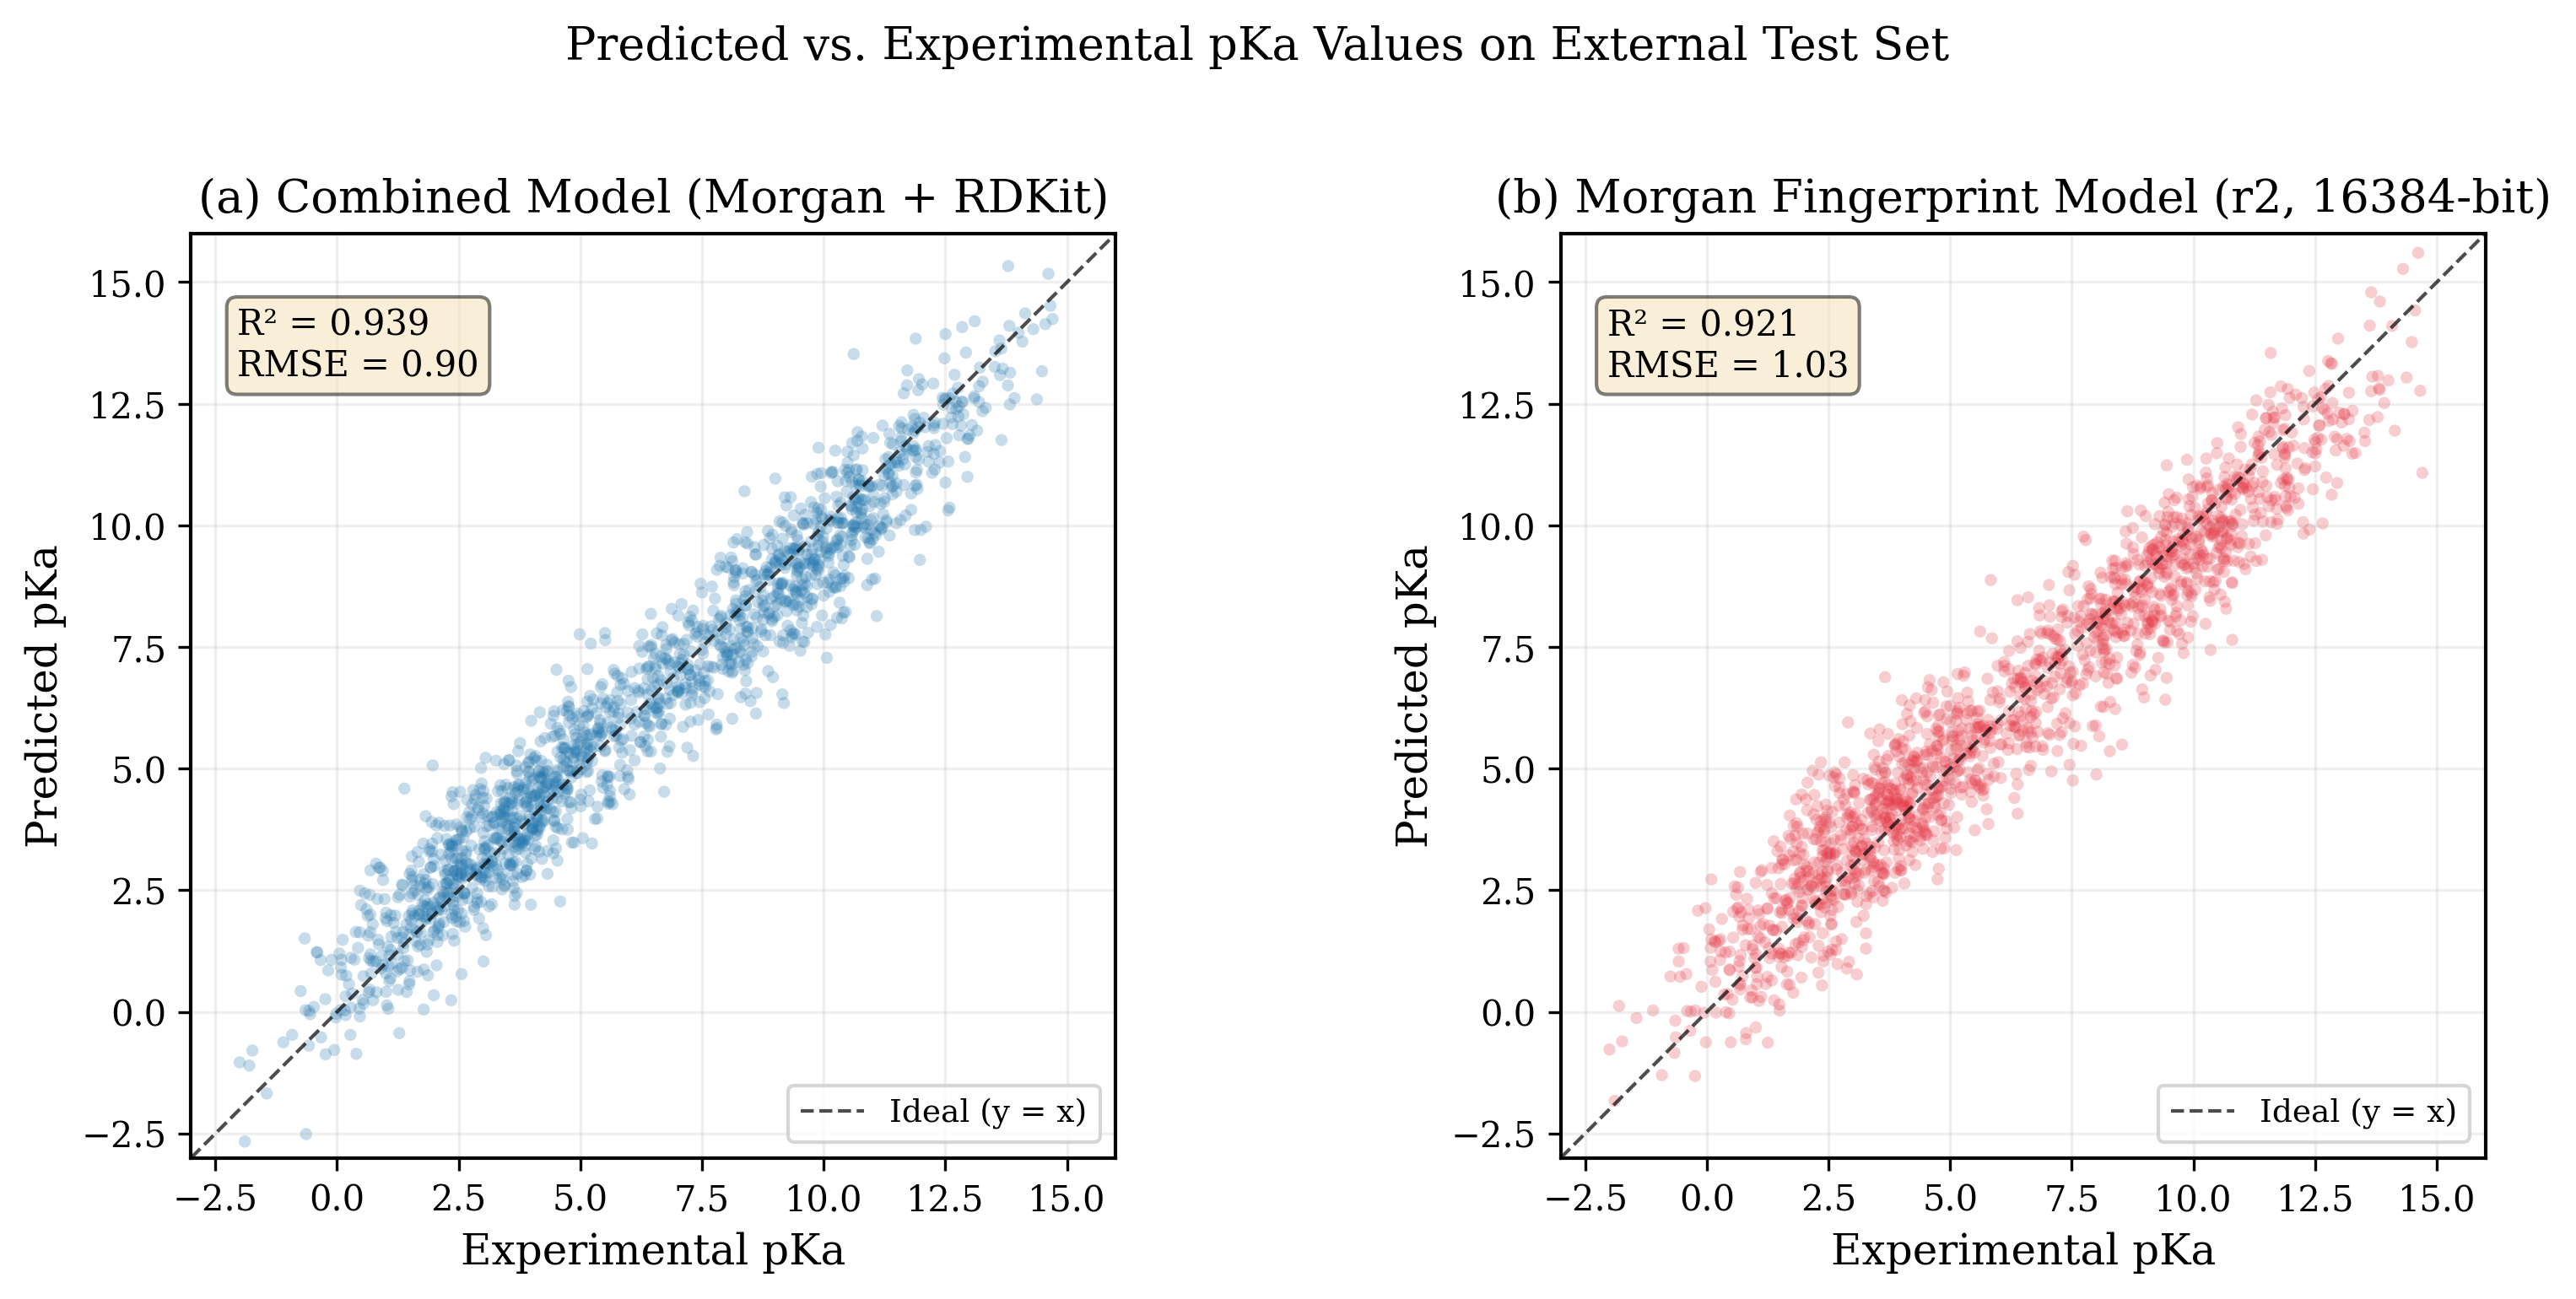 Predicted vs. Experimental pKa Values on External Test Set
(a) Combined Model (Morgan + RDKit)
R² = 0.939
RMSE = 0.90
15.0
12.5
10.0
7.5
5.0
2.5
0.0
−2.5
Predicted pKa
Ideal (y = x)
−2.5 0.0 2.5 5.0 7.5 10.0 12.5 15.0
Experimental pKa
(b) Morgan Fingerprint Model (r2, 16384-bit)
R² = 0.921
RMSE = 1.03
15.0
12.5
10.0
7.5
5.0
2.5
0.0
−2.5
Predicted pKa
Ideal (y = x)
−2.5 0.0 2.5 5.0 7.5 10.0 12.5 15.0
Experimental pKa